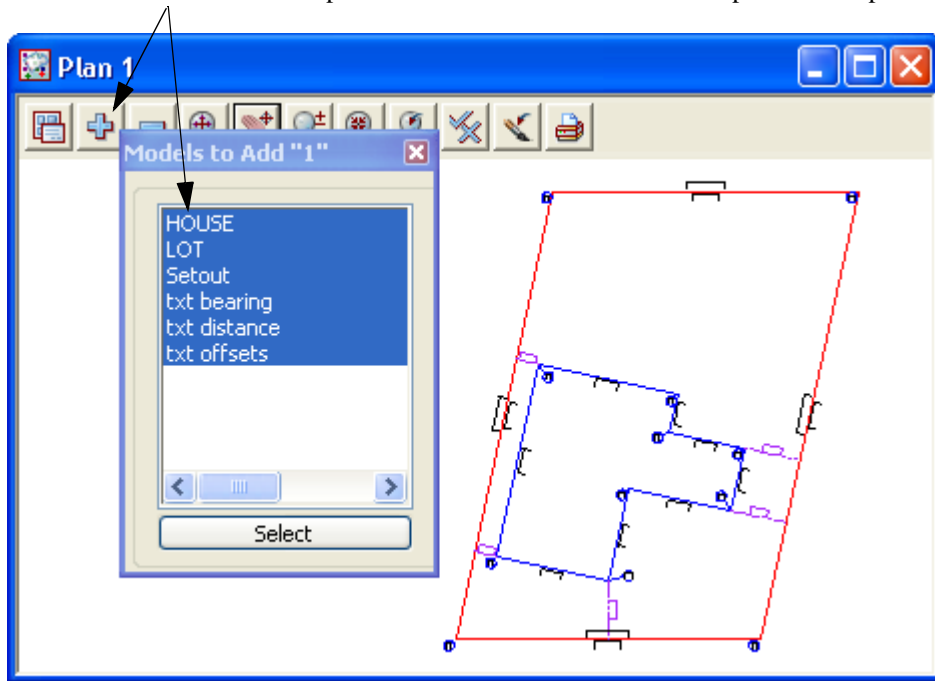 Plan 1
Models to Add "1"
HOUSE
LOT
Setout
txt bearing
txt distance
txt offsets
Select